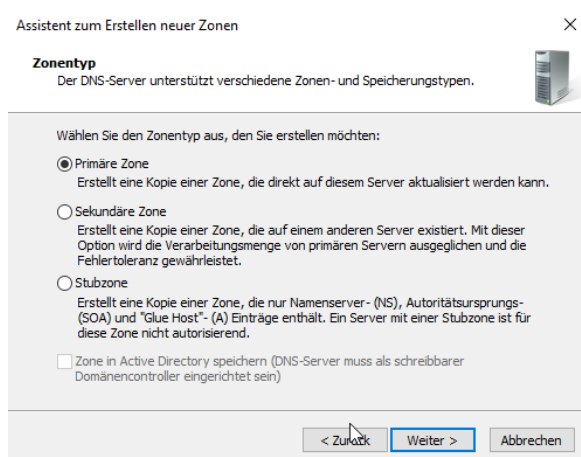 Assistent zum Erstellen neuer Zonen
Zonentyp
Der DNS-Server unterstützt verschiedene Zonen- und Speicherungstypen.
Wählen Sie den Zonentyp aus, den Sie erstellen möchten:
Primäre Zone
Erstellt eine Kopie einer Zone, die direkt auf diesem Server aktualisiert werden kann.
Sekundäre Zone
Erstellt eine Kopie einer Zone, die auf einem anderen Server existiert. Mit dieser
Option wird die Verarbeitungsmenge von primären Servern ausgeglichen und die
Fehlertoleranz gewährleistet.
Stubzone
Erstellt eine Kopie einer Zone, die nur Namenserver- (NS), Autoritätsursprungs-
(SOA) und "Glue Host"- (A) Einträge enthält. Ein Server mit einer Stubzone ist für
diese Zone nicht autorisierend.
Zone in Active Directory speichern (DNS-Server muss als schreibbarer
Domänencontroller eingerichtet sein)
< Zurück Weiter > Abbrechen